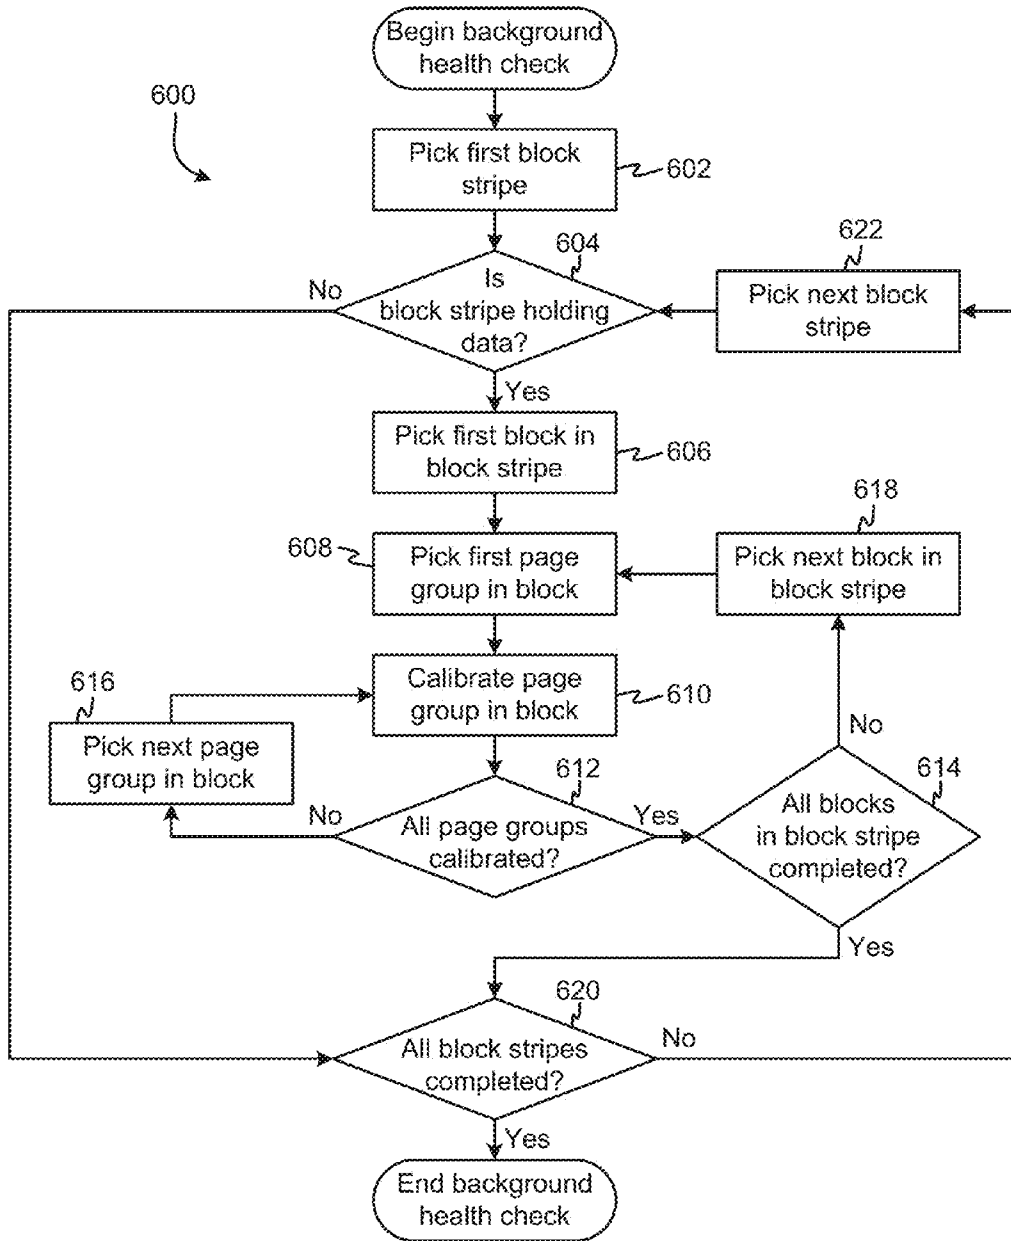 Begin background
health check
600
Pick first block
stripe
602
604
622
Is
block stripe holding
data?
No
Pick next block
stripe
Yes
Pick first block in
block stripe
606
618
608
Pick first page
group in block
Pick next block in
block stripe
616
Calibrate page
group in block
610
Pick next page
group in block
No
612
614
No
All page groups
calibrated?
Yes
All blocks
in block stripe
completed?
Yes
620
All block stripes
completed?
No
Yes
End background
health check